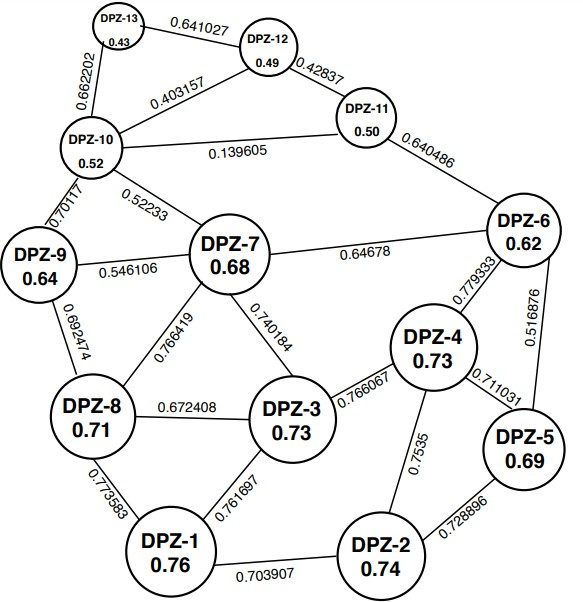 DPZ-13
0.43
0.641027
DPZ-12
0.49
0.662202
0.403157
0.42837
DPZ-11
0.50
DPZ-10
0.52
0.139605
0.640486
0.70117
0.52233
DPZ-6
0.62
DPZ-7
0.68
0.64678
DPZ-9
0.64
0.546106
0.779333
0.516876
0.692474
0.766419
0.740184
DPZ-4
0.73
0.766067
0.711031
DPZ-8
0.71
0.672408
DPZ-3
0.73
DPZ-5
0.69
0.7535
0.773583
0.761697
0.728896
DPZ-1
0.76
0.703907
DPZ-2
0.74